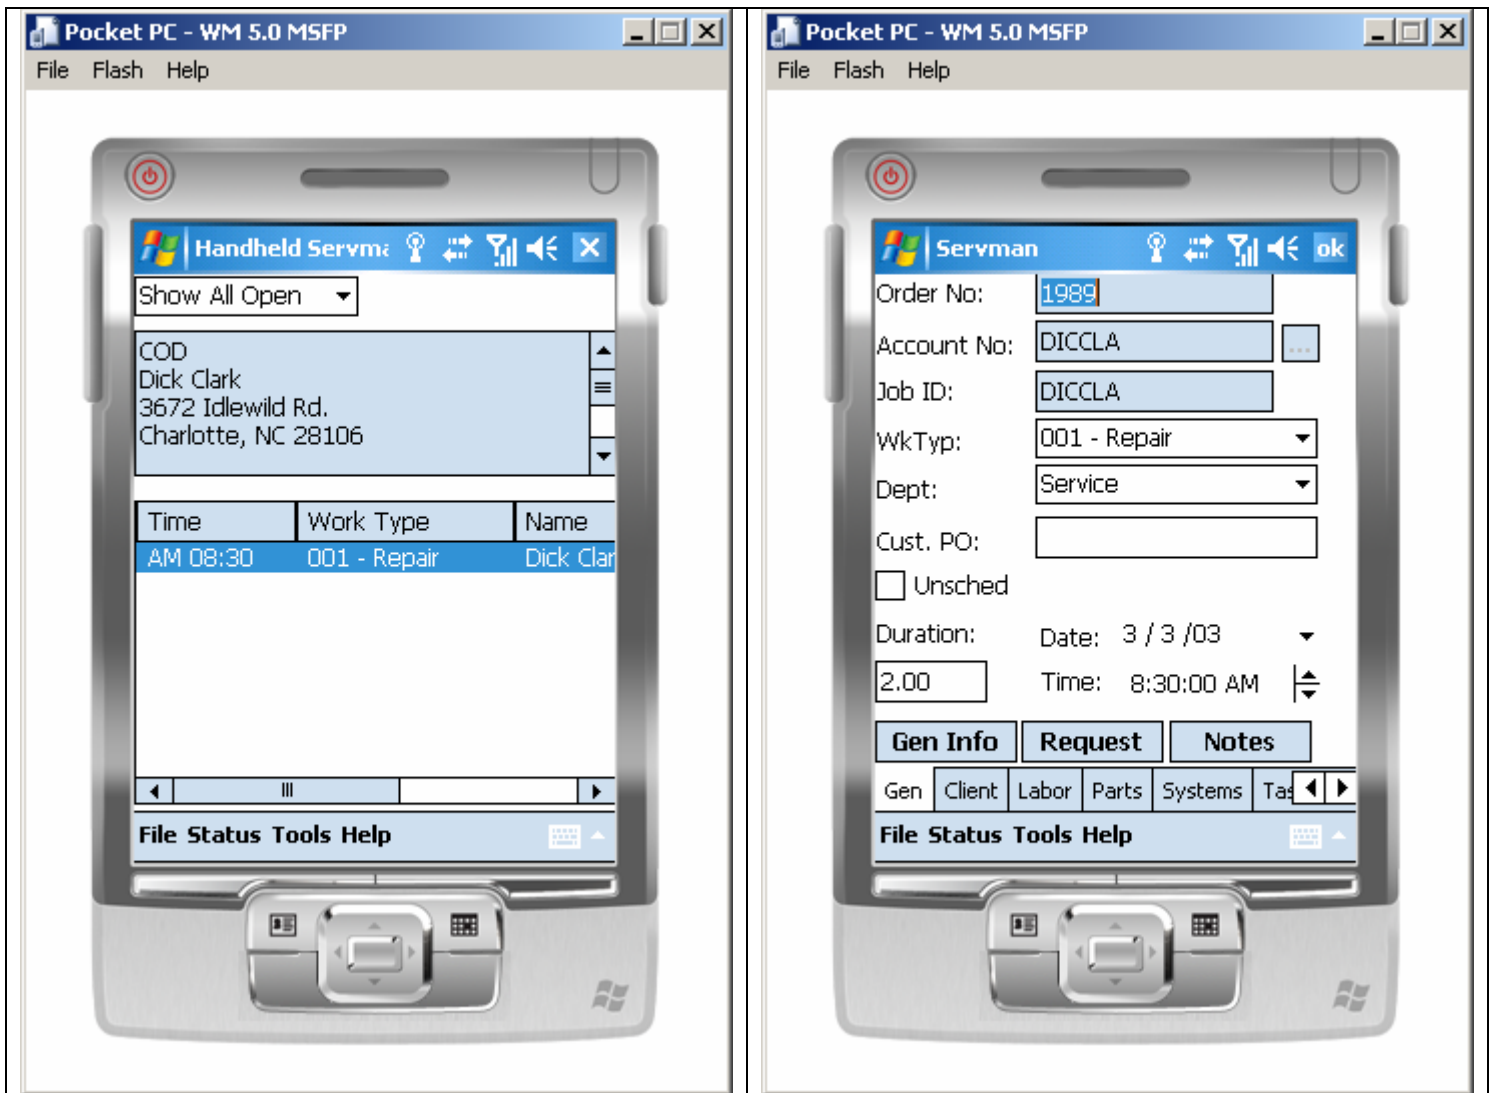 Pocket PC - WM 5.0 MSFP
File Flash Help
Handheld Servma
Show All Open
COD
Dick Clark
3672 Idlewild Rd.
Charlotte, NC 28106
Time Work Type Name
AM 08:30 001 - Repair Dick Clar
File Status Tools Help
Pocket PC - WM 5.0 MSFP
File Flash Help
Servman ok
Order No: 1989
Account No: DICCLA ...
Job ID: DICCLA
WkTyp: 001 - Repair
Dept: Service
Cust. PO:
Unsched
Duration: Date: 3 / 3 /03
2.00 Time: 8:30:00 AM
Gen Info Request Notes
Gen Client Labor Parts Systems Tas
File Status Tools Help